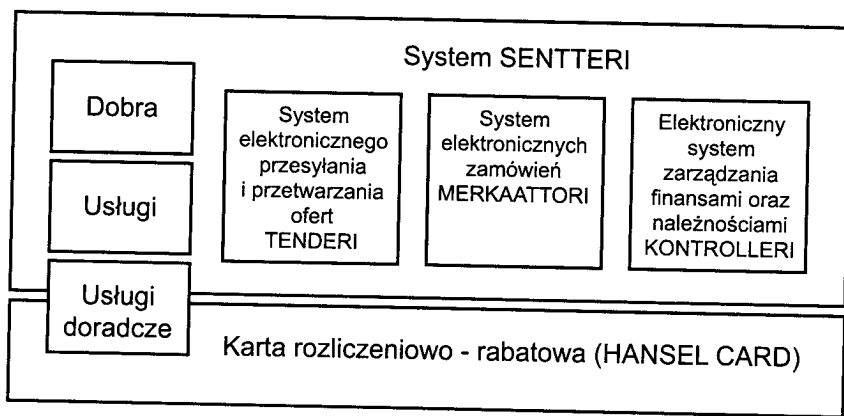 System SENTTERI
Dobra
Usługi
Usługi
doradcze
System
elektronicznego
przesyłania
i przetwarzania
ofert
TENDERI
System
elektronicznych
zamówień
MERKAATTORI
Elektroniczny
system
zarządzania
finansami oraz
należnościami
KONTROLLERI
Karta rozliczeniowo - rabatowa (HANSEL CARD)